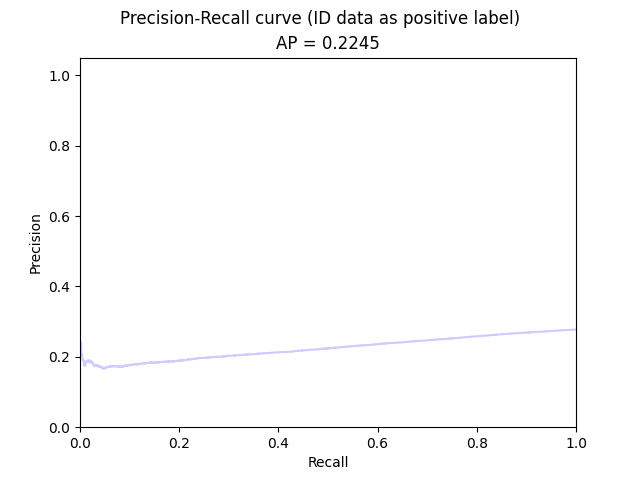 Precision-Recall curve (ID data as positive label)
AP = 0.2245
1.0
0.8
0.6
0.4
0.2
0.0
Precision
0.0 0.2 0.4 0.6 0.8 1.0
Recall